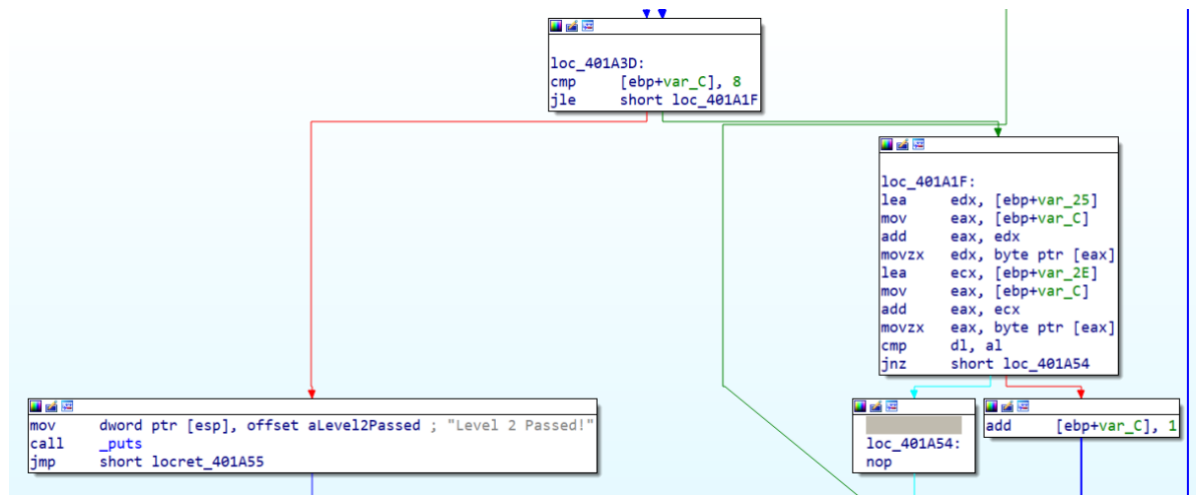 loc_401A3D:
cmp [ebp+var_C], 8
jle short loc_401A1F
loc_401A1F:
lea edx, [ebp+var_25]
mov eax, [ebp+var_C]
add eax, edx
movzx edx, byte ptr [eax]
lea ecx, [ebp+var_2E]
mov eax, [ebp+var_C]
add eax, ecx
movzx eax, byte ptr [eax]
cmp dl, al
jnz short loc_401A54
mov dword ptr [esp], offset aLevel2Passed ; "Level 2 Passed!"
call _puts
jmp short locret_401A55
loc_401A54:
nop
add [ebp+var_C], 1